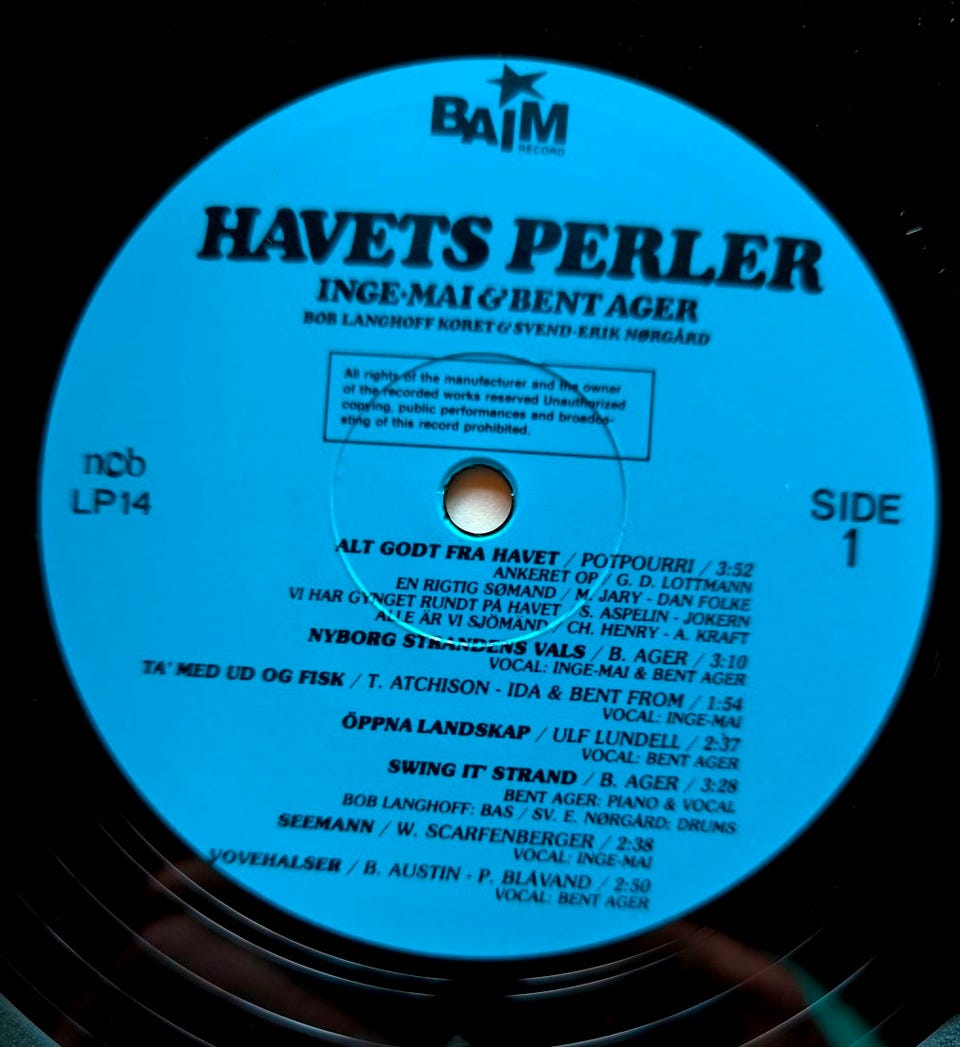 BAIM
RECORD
HAVETS PERLER
INGE-MAI & BENT AGER
BOB LANGHOFF KORET & SVEND-ERIK NØRGÅRD
All rights of the manufacturer and the owner
of the recorded works reserved Unauthorized
copying, public performances and broadca-
sting of this record prohibited.
ncb
LP14
SIDE
1
ALT GODT FRA HAVET / POTPOURRI / 3:52
ANKERET OP / G. D. LOTTMANN
EN RIGTIG SØMAND / M. JARY - DAN FOLKE
VI HAR GYNGET RUNDT PÅ HAVET / S. ASPELIN - JOKERN
ALLE ÄR VI SJÖMÄND / CH. HENRY - A. KRAFT
NYBORG STRANDENS VALS / B. AGER / 3:10
VOCAL: INGE-MAI & BENT AGER
TA' MED UD OG FISK / T. ATCHISON - IDA & BENT FROM / 1:54
VOCAL: INGE-MAI
ÖPPNA LANDSKAP / ULF LUNDELL / 2:37
VOCAL: BENT AGER
SWING IT' STRAND / B. AGER / 3:28
BENT AGER: PIANO & VOCAL
BOB LANGHOFF: BAS / SV. E. NØRGÅRD: DRUMS
SEEMANN / W. SCARFENBERGER / 2:38
VOCAL: INGE-MAI
VOVEHALSER / B. AUSTIN - P. BLÅVAND / 2:50
VOCAL: BENT AGER